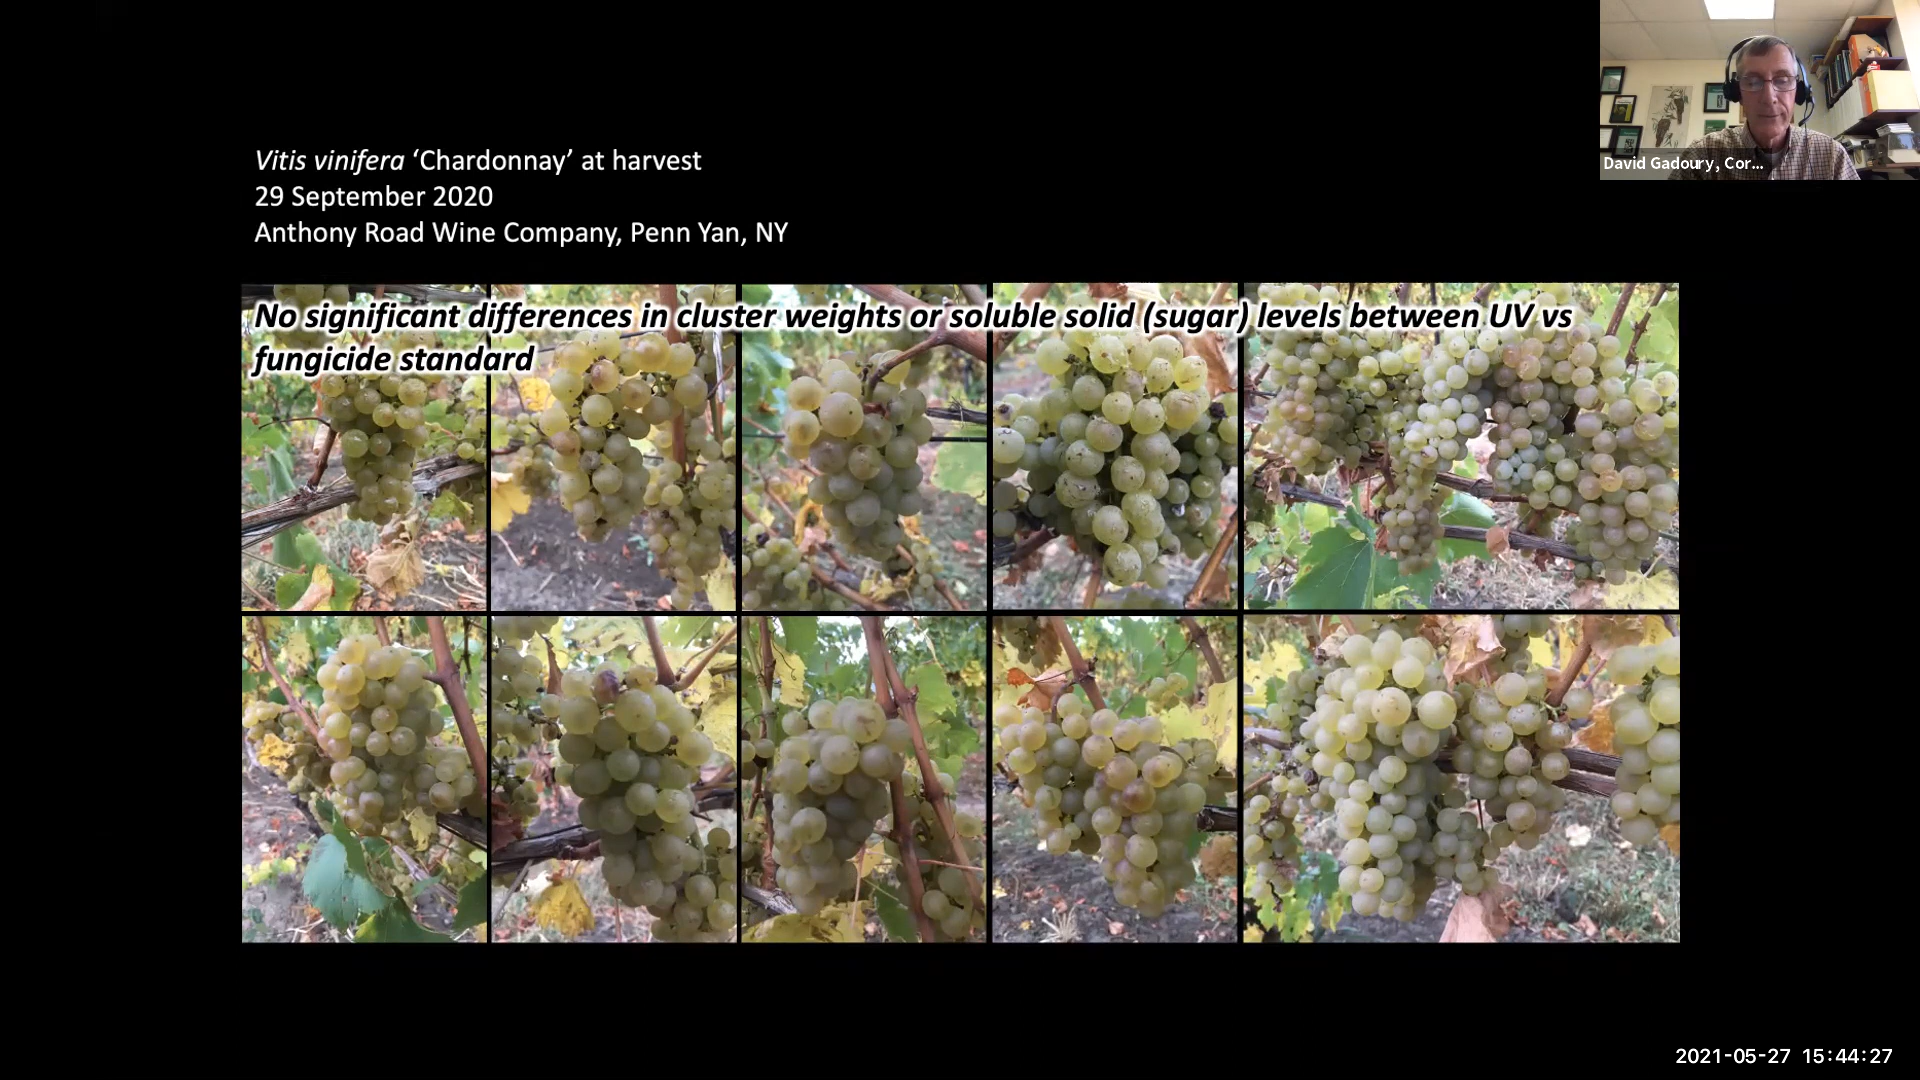 Vitis vinifera ‘Chardonnay’ at harvest
29 September 2020
Anthony Road Wine Company, Penn Yan, NY
No significant differences in cluster weights or soluble solid (sugar) levels between UV vs
fungicide standard
David Gadoury, Cor...
2021-05-27 15:44:27